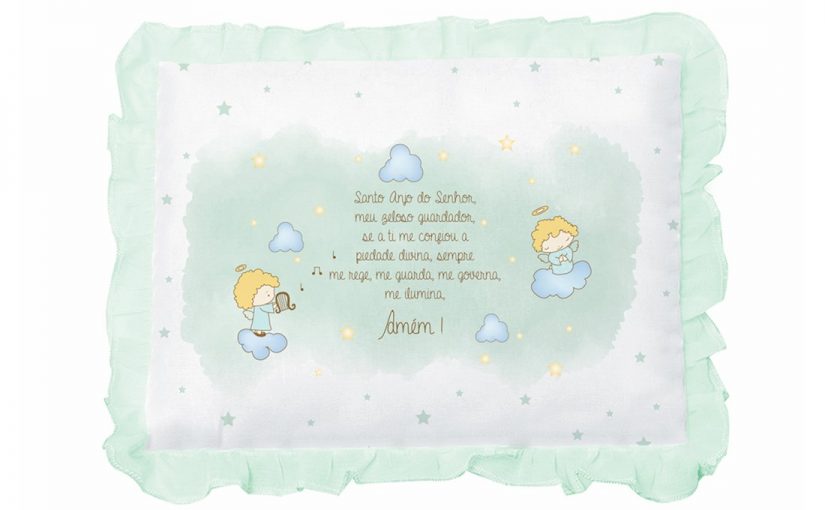 Santo Anjo do Senhor,
meu zeloso guardador,
se a ti me confiou a
piedade divina, sempre
me rege, me guarda, me governa,
me ilumina,
Amém !